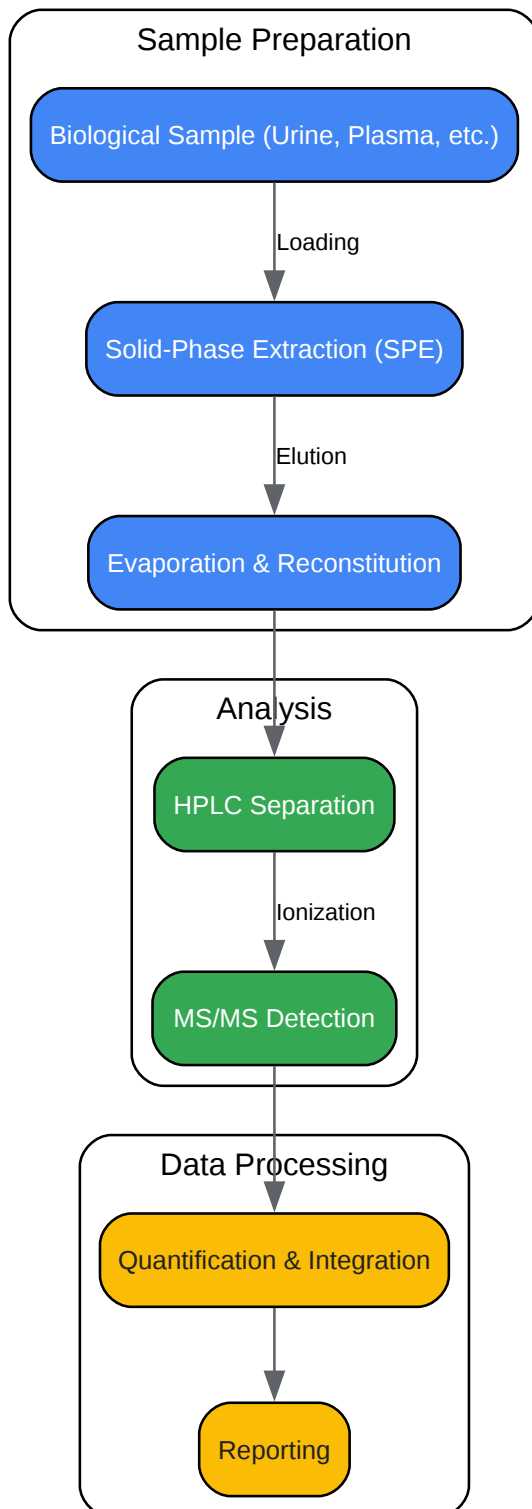 Sample Preparation
Biological Sample (Urine, Plasma, etc.)
Loading
Solid-Phase Extraction (SPE)
Elution
Evaporation & Reconstitution
Analysis
HPLC Separation
Ionization
MS/MS Detection
Data Processing
Quantification & Integration
Reporting